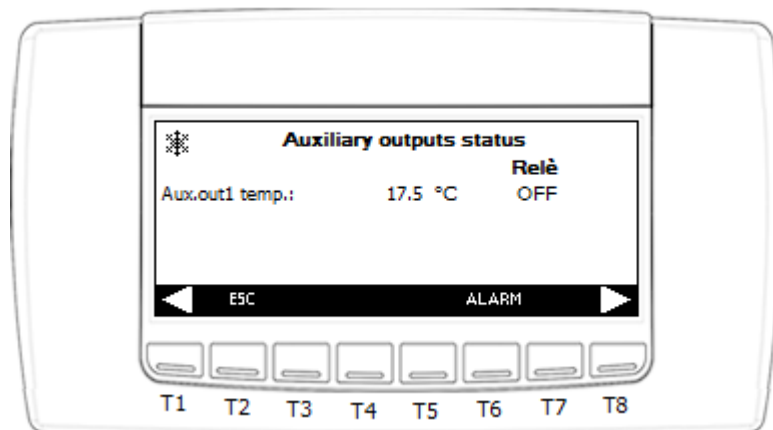 Auxiliary outputs status
Relè
Aux.out1 temp.: 17.5 °C OFF
ESC ALARM
T1 T2 T3 T4 T5 T6 T7 T8